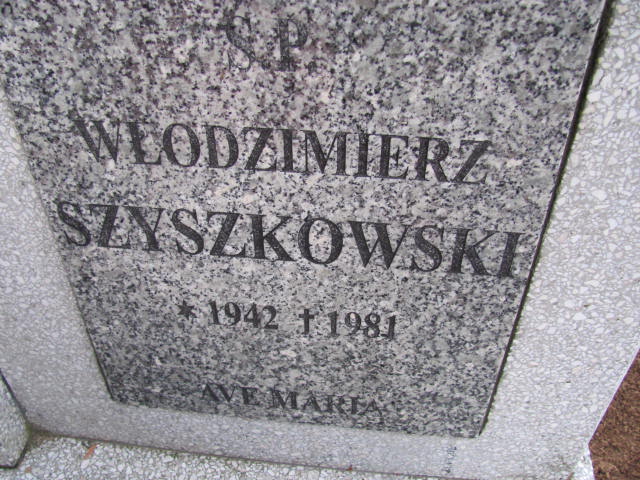 Ś.P.
WŁODZIMIERZ
SZYSZKOWSKI
* 1942 † 1981
AVE MARIA